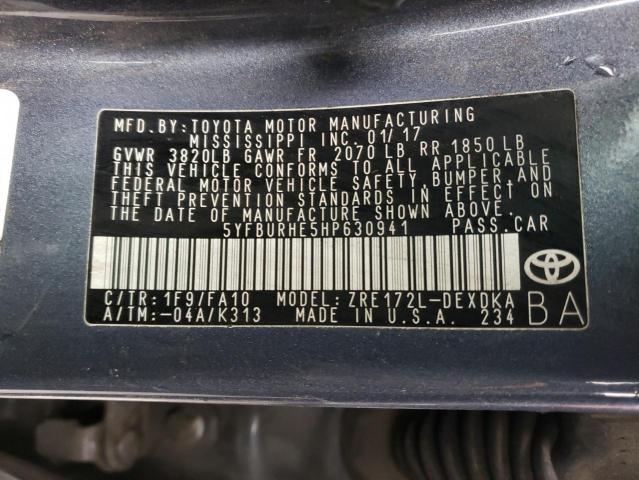 MFD.BY:TOYOTA MOTOR MANUFACTURING
MISSISSIPPI INC. 01/17
GVWR 3820LB GAWR FR 2070LB RR 1850LB
THIS VEHICLE CONFORMS TO ALL APPLICABLE
FEDERAL MOTOR VEHICLE SAFETY,BUMPER,AND
THEFT PREVENTION STANDARDS IN EFFECT ON
THE DATE OF MANUFACTURE SHOWN ABOVE.
5YFBURHE5HP630941 PASS.CAR
C/TR:1F9/FA10 MODEL:ZRE172L-DEXDKA
A/TM:-04A/K313 MADE IN U.S.A. 234
BA